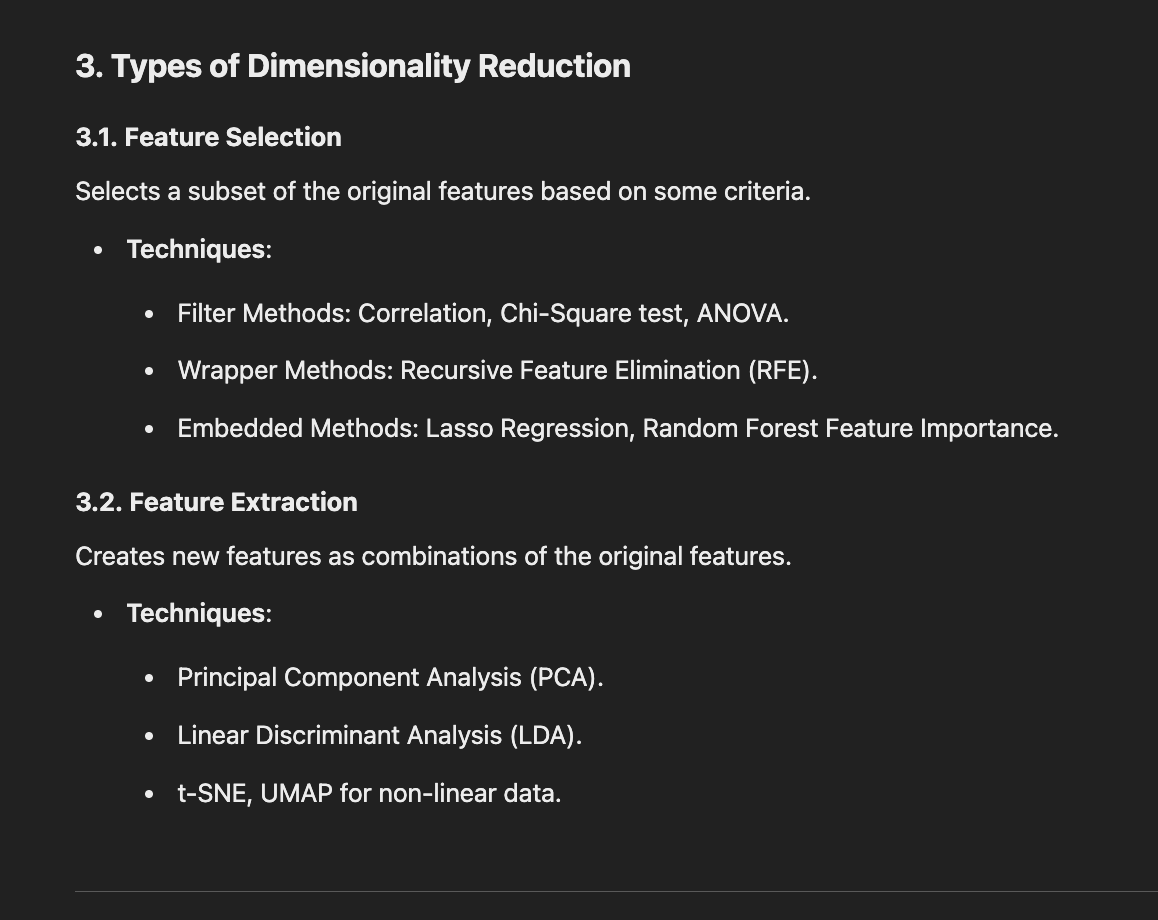 3. Types of Dimensionality Reduction
3.1. Feature Selection
Selects a subset of the original features based on some criteria.
• Techniques:
• Filter Methods: Correlation, Chi-Square test, ANOVA.
• Wrapper Methods: Recursive Feature Elimination (RFE).
• Embedded Methods: Lasso Regression, Random Forest Feature Importance.
3.2. Feature Extraction
Creates new features as combinations of the original features.
• Techniques:
• Principal Component Analysis (PCA).
• Linear Discriminant Analysis (LDA).
• t-SNE, UMAP for non-linear data.